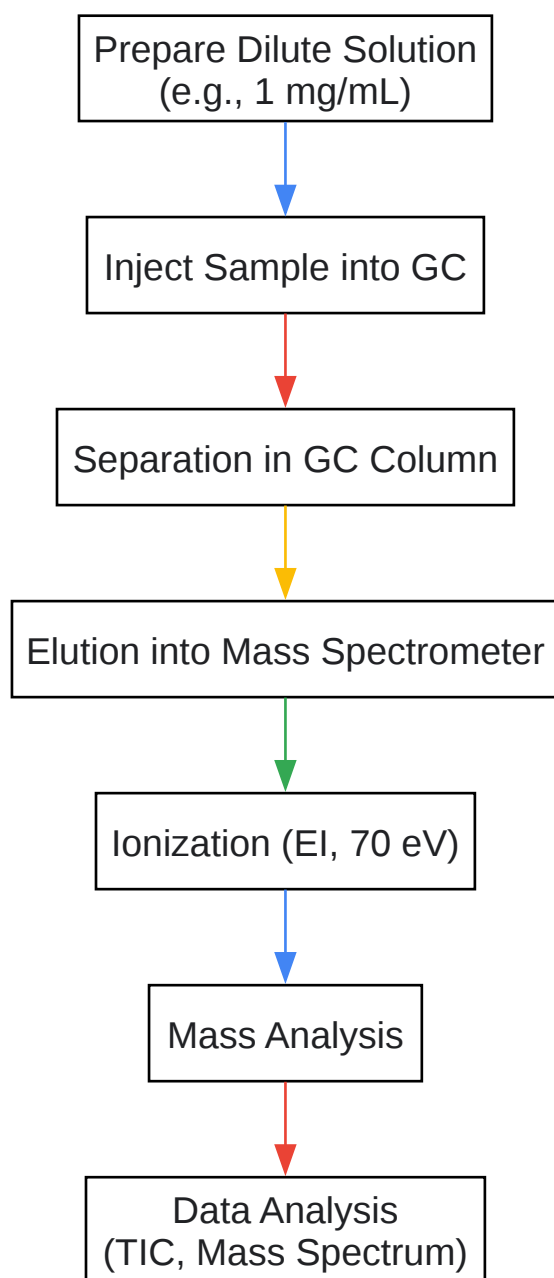 Prepare Dilute Solution
(e.g., 1 mg/mL)
Inject Sample into GC
Separation in GC Column
Elution into Mass Spectrometer
Ionization (EI, 70 eV)
Mass Analysis
Data Analysis
(TIC, Mass Spectrum)